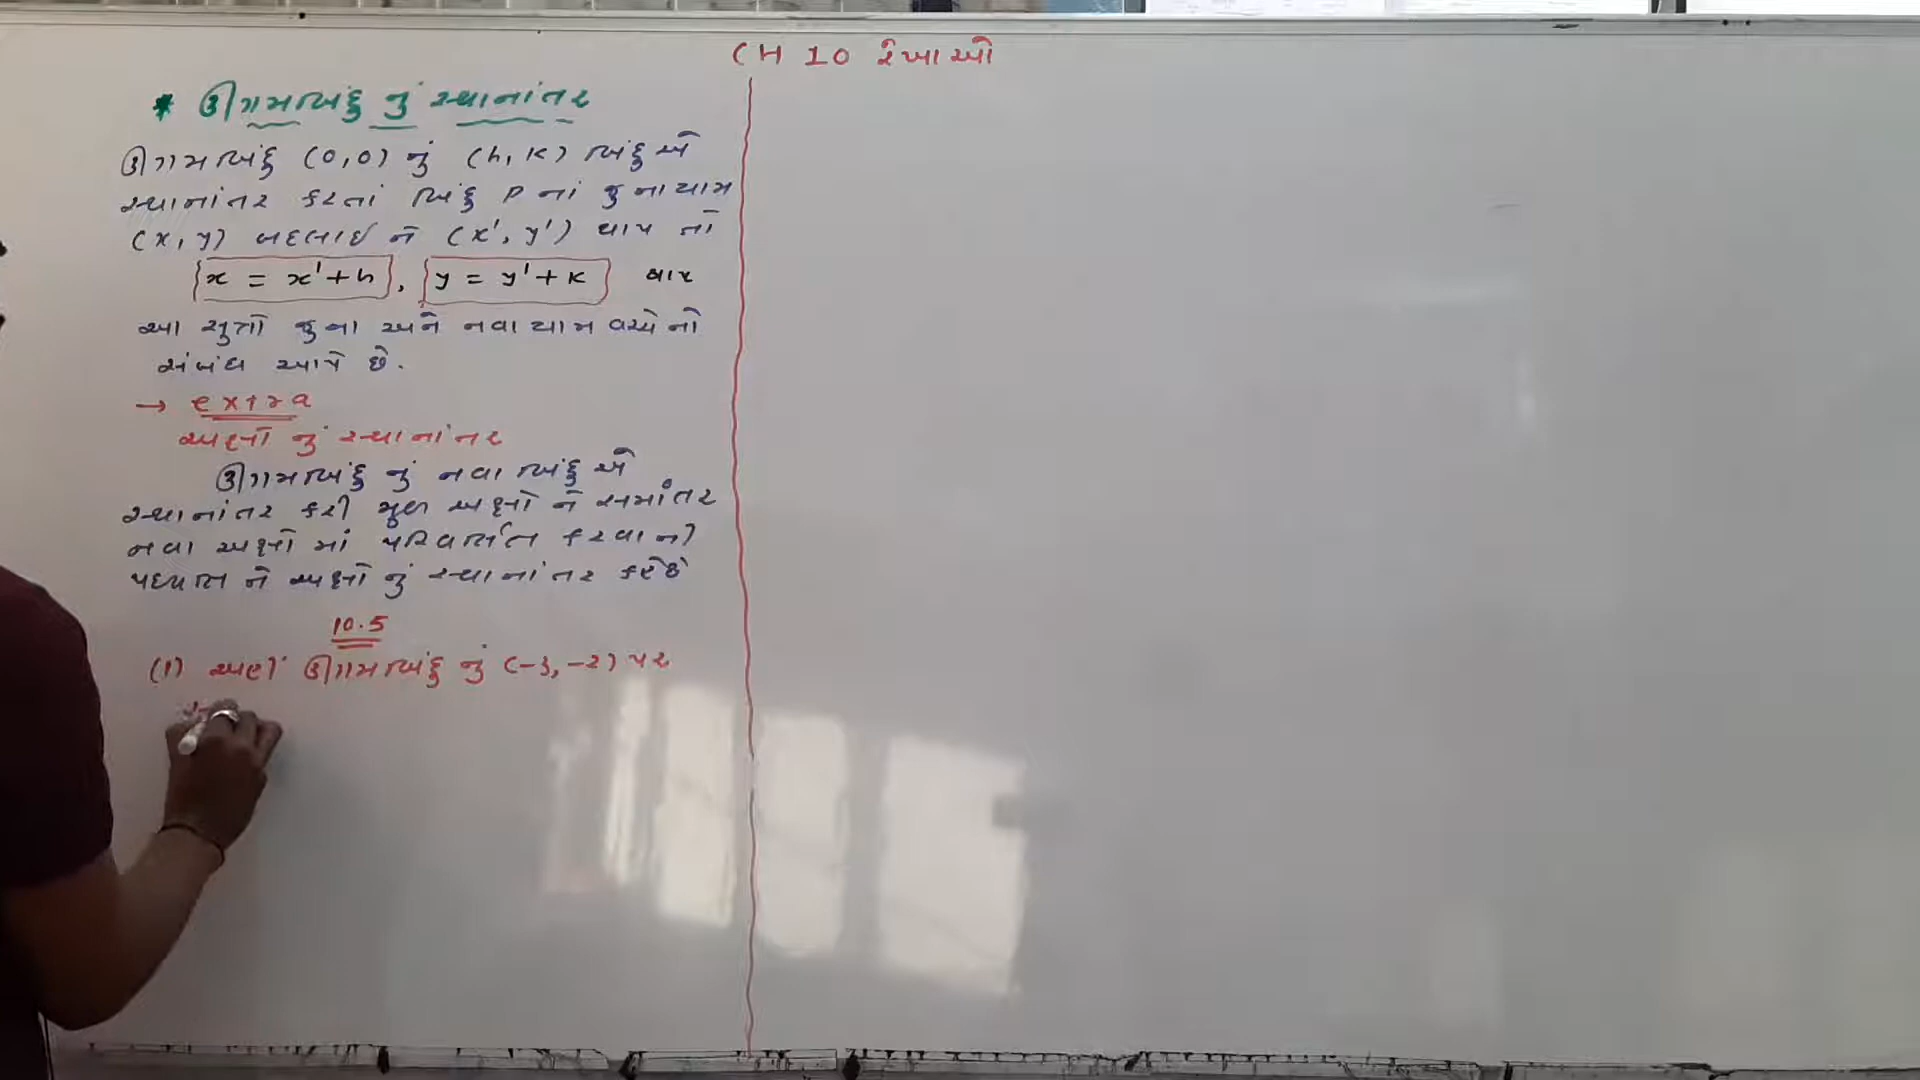 CH 10 રેખાઓ
* ઊગમબિંદુ નું સ્થાનાંતર
ઊગમબિંદુ (0,0) નું (h, k) બિંદુ એ
સ્થાનાંતર કરતાં બિંદુ P નાં જુનાયામ
(x, y) બદલાઈ ને (x', y') થાય તો
x = x' + h , y = y' + k થાય
આ સુત્રો જુના અને નવા યામ વચ્ચે નો
સંબંધ આપે છે.
→ extra
અક્ષો નું સ્થાનાંતર
ઊગમબિંદુ નું નવા બિંદુ એ
સ્થાનાંતર કરી મુળ અક્ષો ને સમાંતર
નવા અક્ષો માં પરિવર્તિત કરવાની
પધ્ધતિ ને અક્ષો નું સ્થાનાંતર કહે છે
10.5
(1) અહીં ઊગમબિંદુ નું (-3, -2) પર